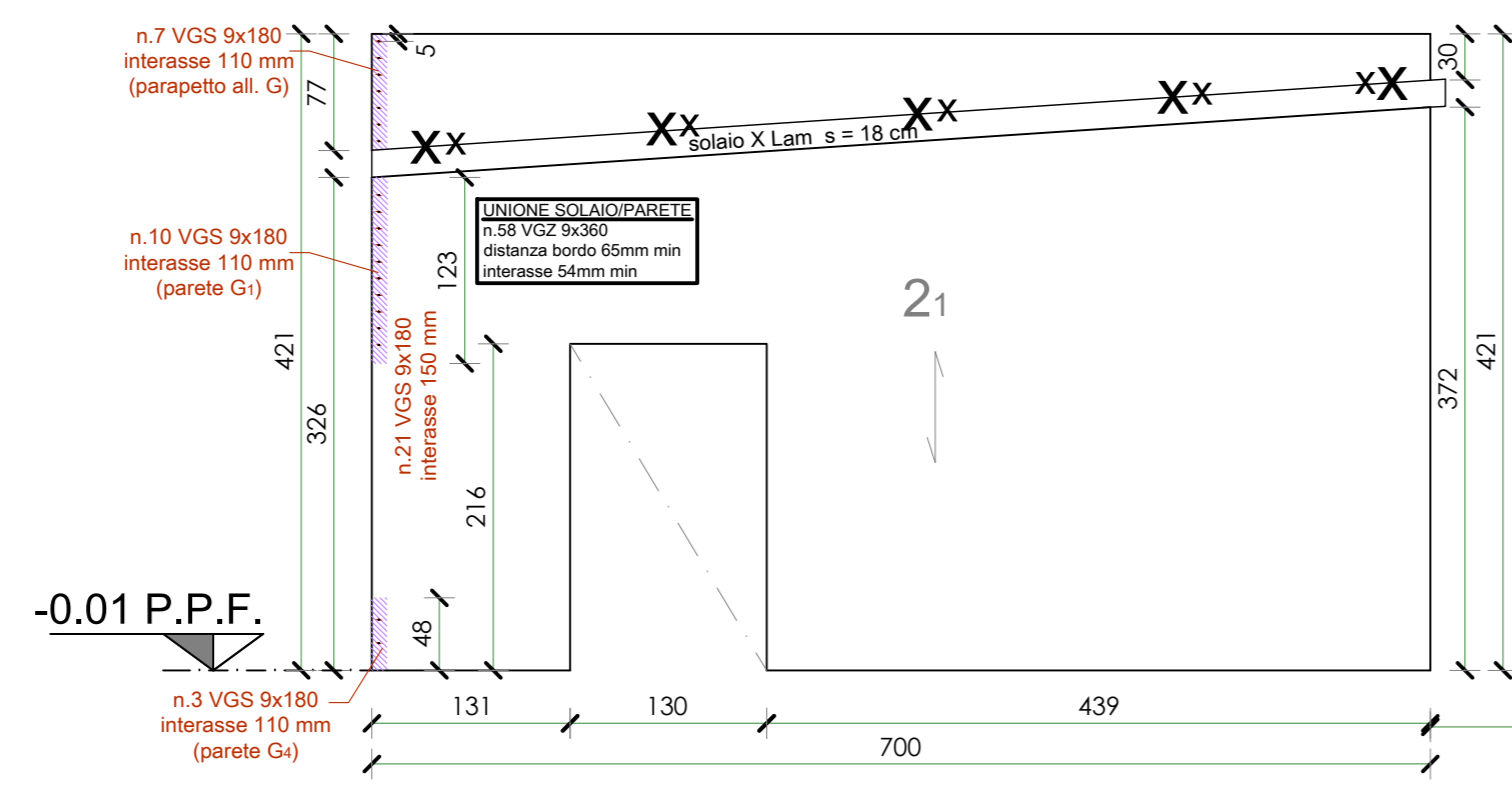 n.7 VGS 9x180
interasse 110 mm
(parapetto all. G)
5
77
30
X x
X x
X x
X x
x X
solaio X Lam s = 18 cm
UNIONE SOLAIO/PARETE
n.58 VGZ 9x360
distanza bordo 65mm min
interasse 54mm min
n.10 VGS 9x180
interasse 110 mm
(parete G1)
123
21
421
326
n.21 VGS 9x180
interasse 150 mm
372
421
216
48
-0.01 P.P.F.
n.3 VGS 9x180
interasse 110 mm
(parete G4)
131
130
439
700